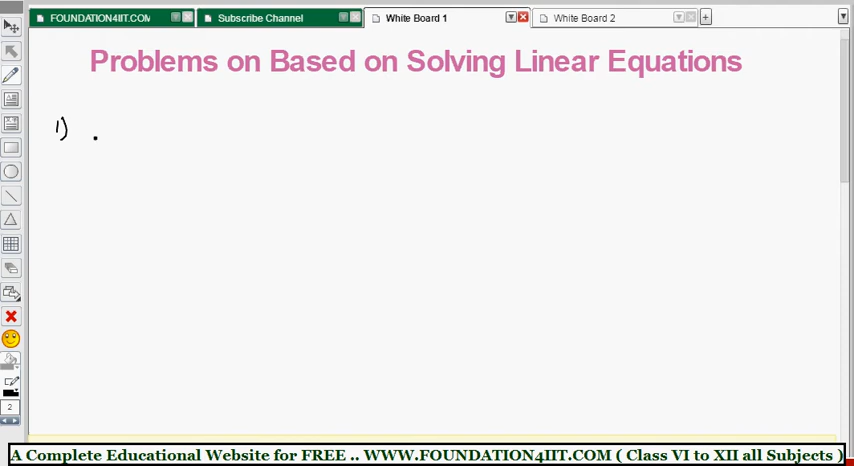 FOUNDATION4IIT.COM Subscribe Channel White Board 1 White Board 2
Problems on Based on Solving Linear Equations
1) .
2
A Complete Educational Website for FREE .. WWW.FOUNDATION4IIT.COM ( Class VI to XII all Subjects )